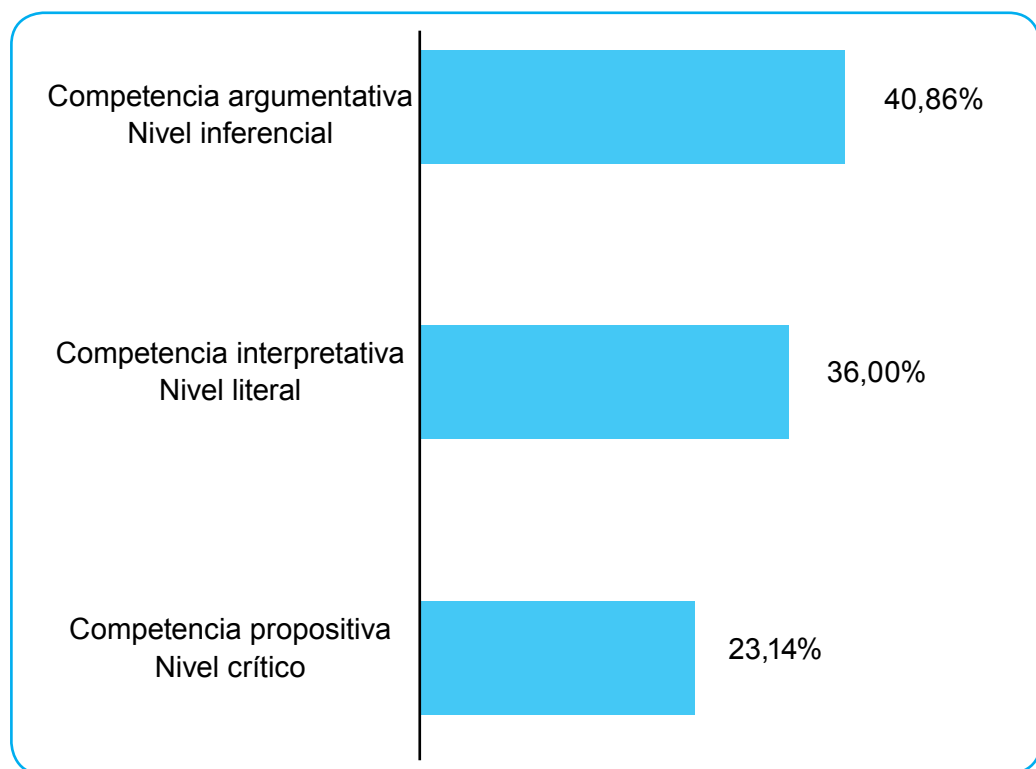 Competencia argumentativa
Nivel inferencial
40,86%
Competencia interpretativa
Nivel literal
36,00%
Competencia propositiva
Nivel crítico
23,14%